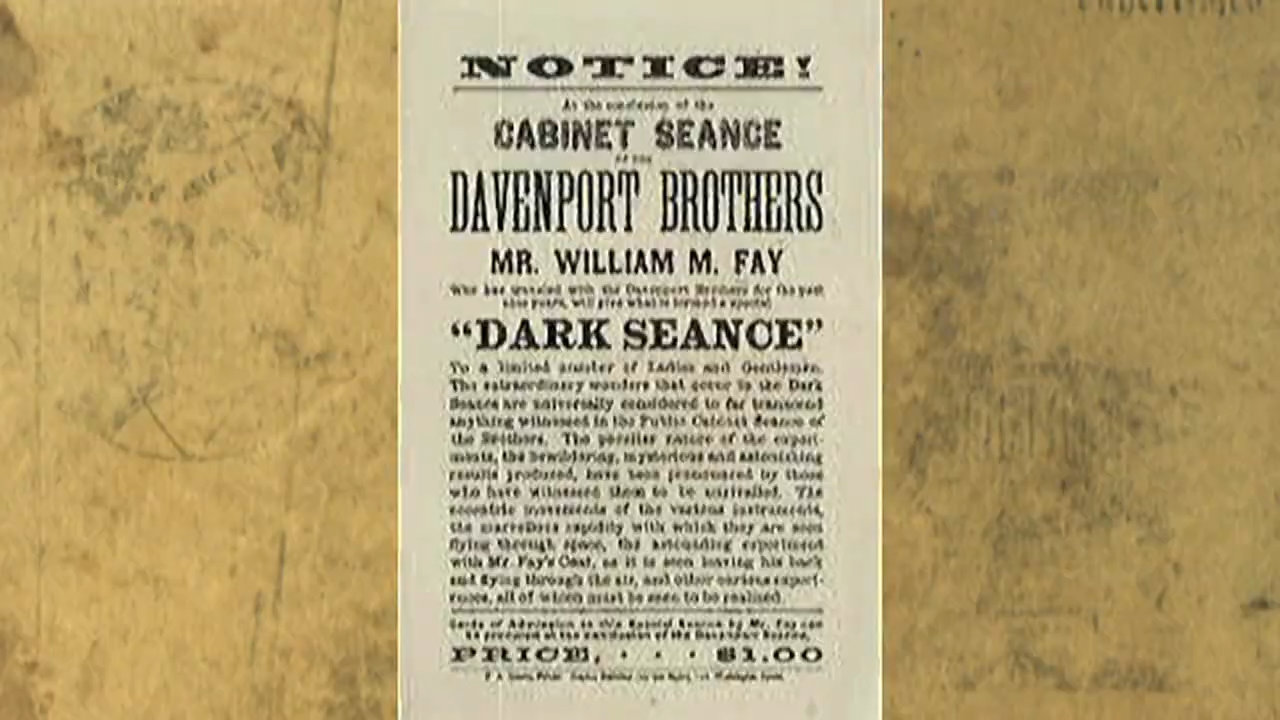 NOTICE!
At the conclusion of the
CABINET SEANCE
OF THE
DAVENPORT BROTHERS
MR. WILLIAM M. FAY
Who has traveled with the Davenport Brothers for the past
years, will give what is termed a special
“DARK SEANCE”
To a limited number of Ladies and Gentlemen.
The extraordinary wonders that occur in the Dark
Seance are universally considered to far transcend
anything witnessed in the Public Cabinet Seance of
the Brothers. The peculiar nature of the experi-
ments, the bewildering, mysterious and astonishing
results produced, have been pronounced by those
who have witnessed them to be unrivalled. The
eccentric movements of the various instruments,
the marvellous rapidity with which they are seen
flying through space, the astounding experiment
with Mr. Fay's Coat, as it is seen leaving his back
and flying through the air, and other curious experi-
ences, all of which must be seen to be realized.
Cards of Admission to this Special Seance by Mr. Fay can
be procured at the conclusion of the Davenport Seance.
PRICE, · · · $1.00